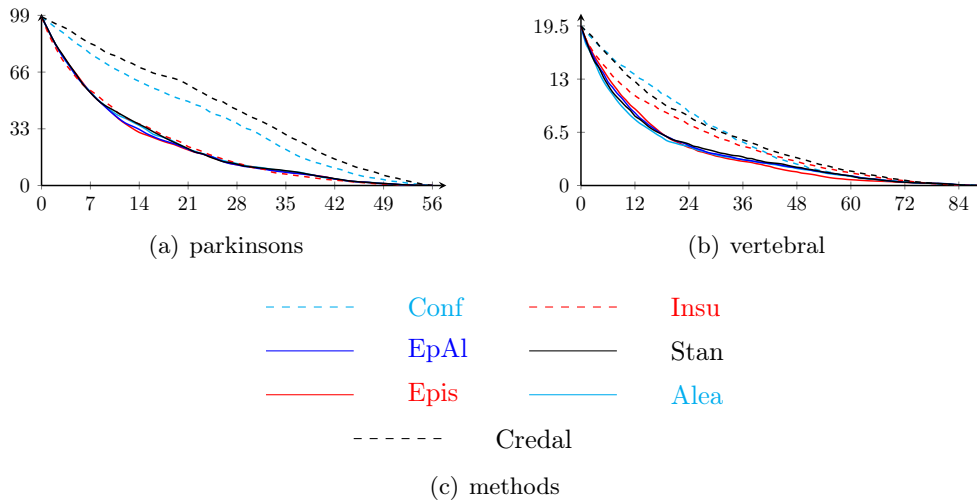 99
66
33
0
0 7 14 21 28 35 42 49 56
(a) parkinsons
19.5
13
6.5
0
0 12 24 36 48 60 72 84
(b) vertebral
Conf Insu
EpAl Stan
Epis Alea
Credal
(c) methods